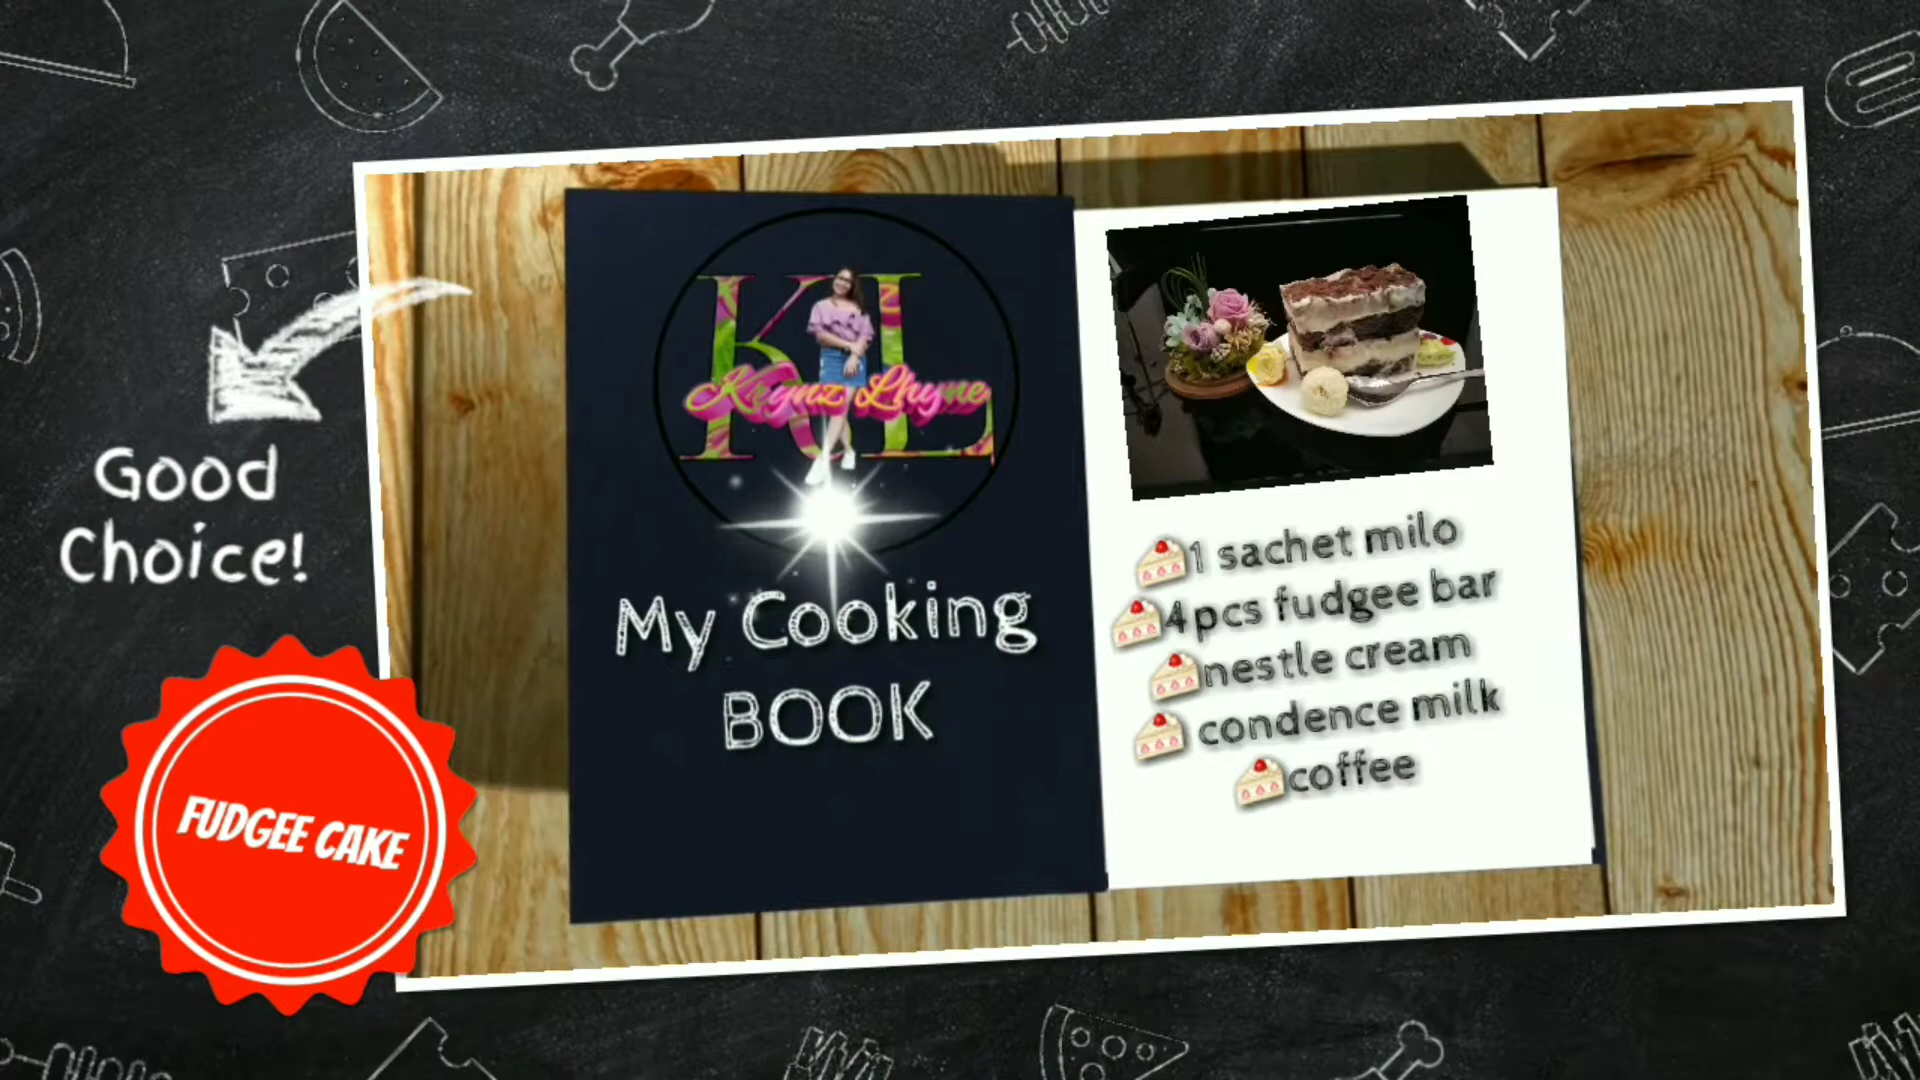 Good
Choice!
FUDGEE CAKE
KL
Krynz Lhyne
My Cooking
BOOK
1 sachet milo
4pcs fudgee bar
nestle cream
condence milk
coffee